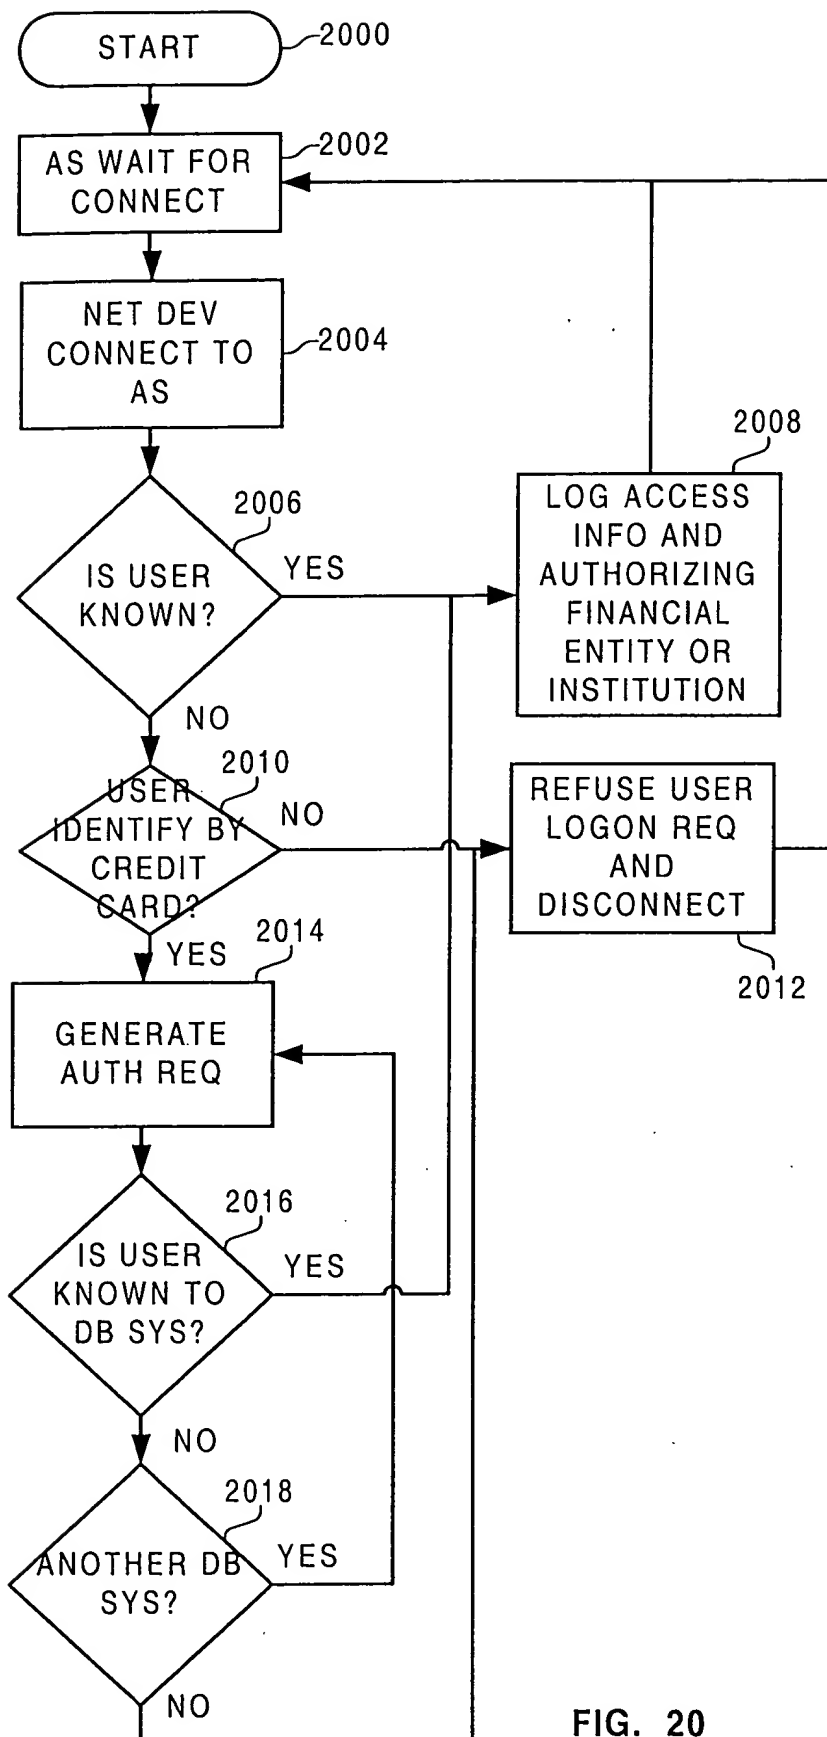 START
2000
AS WAIT FOR
CONNECT
2002
NET DEV
CONNECT TO
AS
2004
IS USER
KNOWN?
2006
YES
NO
2008
LOG ACCESS
INFO AND
AUTHORIZING
FINANCIAL
ENTITY OR
INSTITUTION
USER
IDENTIFY BY
CREDIT
CARD?
2010
NO
YES
REFUSE USER
LOGON REQ
AND
DISCONNECT
2012
2014
GENERATE
AUTH REQ
IS USER
KNOWN TO
DB SYS?
2016
YES
NO
ANOTHER DB
SYS?
2018
YES
NO
FIG. 20